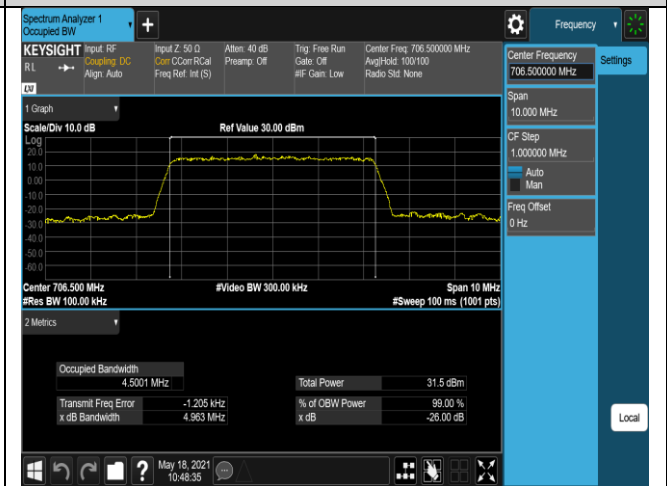 Spectrum Analyzer 1
Occupied BW
+
Frequency
KEYSIGHT
RL
LXI
Input: RF
Coupling: DC
Align: Auto
Input Z: 50 Ω
Corr CCorr RCal
Freq Ref: Int (S)
Atten: 40 dB
Preamp: Off
Trig: Free Run
Gate: Off
#IF Gain: Low
Center Freq: 706.500000 MHz
Avg|Hold: 100/100
Radio Std: None
Center Frequency
706.500000 MHz
Settings
Span
10.000 MHz
CF Step
1.000000 MHz
Auto
Man
Freq Offset
0 Hz
Local
1 Graph
Scale/Div 10.0 dB
Ref Value 30.00 dBm
Log
20.0
10.0
0.00
-10.0
-20.0
-30.0
-40.0
-50.0
-60.0
Center 706.500 MHz
#Video BW 300.00 kHz
Span 10 MHz
#Res BW 100.00 kHz
#Sweep 100 ms (1001 pts)
2 Metrics
Occupied Bandwidth
4.5001 MHz
Total Power 31.5 dBm
Transmit Freq Error -1.205 kHz
% of OBW Power 99.00 %
x dB Bandwidth 4.963 MHz
x dB -26.00 dB
?
May 18, 2021
10:48:35